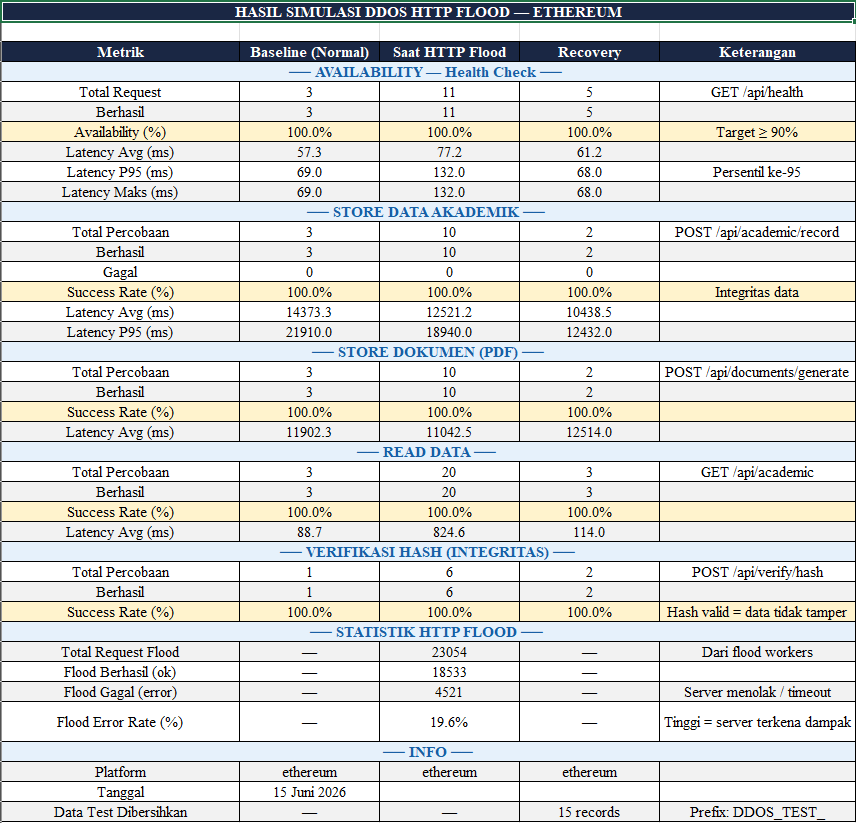 HASIL SIMULASI DDOS HTTP FLOOD — ETHEREUM
Metrik Baseline (Normal) Saat HTTP Flood Recovery Keterangan
── AVAILABILITY — Health Check ──
Total Request 3 11 5 GET /api/health
Berhasil 3 11 5
Availability (%) 100.0% 100.0% 100.0% Target ≥ 90%
Latency Avg (ms) 57.3 77.2 61.2
Latency P95 (ms) 69.0 132.0 68.0 Persentil ke-95
Latency Maks (ms) 69.0 132.0 68.0
── STORE DATA AKADEMIK ──
Total Percobaan 3 10 2 POST /api/academic/record
Berhasil 3 10 2
Gagal 0 0 0
Success Rate (%) 100.0% 100.0% 100.0% Integritas data
Latency Avg (ms) 14373.3 12521.2 10438.5
Latency P95 (ms) 21910.0 18940.0 12432.0
── STORE DOKUMEN (PDF) ──
Total Percobaan 3 10 2 POST /api/documents/generate
Berhasil 3 10 2
Success Rate (%) 100.0% 100.0% 100.0%
Latency Avg (ms) 11902.3 11042.5 12514.0
── READ DATA ──
Total Percobaan 3 20 3 GET /api/academic
Berhasil 3 20 3
Success Rate (%) 100.0% 100.0% 100.0%
Latency Avg (ms) 88.7 824.6 114.0
── VERIFIKASI HASH (INTEGRITAS) ──
Total Percobaan 1 6 2 POST /api/verify/hash
Berhasil 1 6 2
Success Rate (%) 100.0% 100.0% 100.0% Hash valid = data tidak tamper
── STATISTIK HTTP FLOOD ──
Total Request Flood — 23054 — Dari flood workers
Flood Berhasil (ok) — 18533 —
Flood Gagal (error) — 4521 — Server menolak / timeout
Flood Error Rate (%) — 19.6% — Tinggi = server terkena dampak
── INFO ──
Platform ethereum ethereum ethereum
Tanggal 15 Juni 2026
Data Test Dibersihkan — — 15 records Prefix: DDOS_TEST_